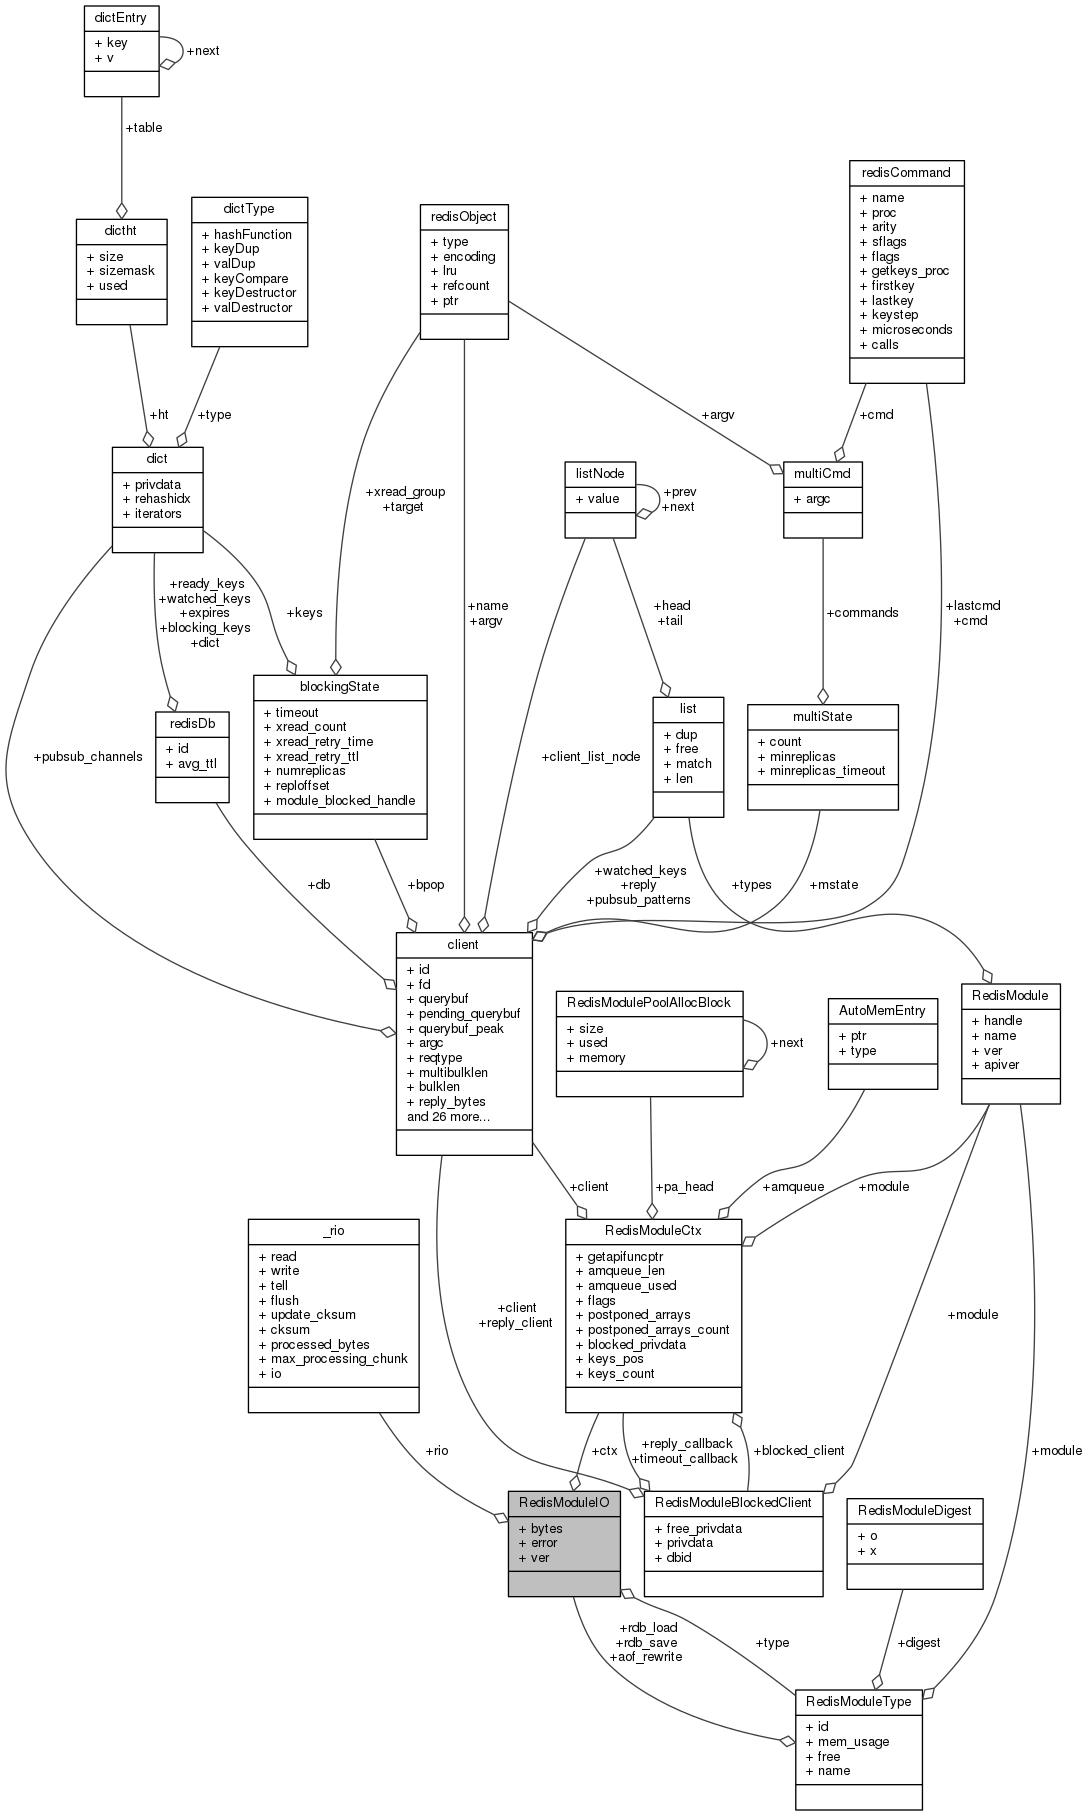 dictEntry
+ key
+ v
+next
+table
redisCommand
+ name
+ proc
+ arity
+ sflags
+ flags
+ getkeys_proc
+ firstkey
+ lastkey
+ keystep
+ microseconds
+ calls
dictType
+ hashFunction
+ keyDup
+ valDup
+ keyCompare
+ keyDestructor
+ valDestructor
redisObject
+ type
+ encoding
+ lru
+ refcount
+ ptr
dictht
+ size
+ sizemask
+ used
+ht
+type
+argv
+cmd
dict
+ privdata
+ rehashidx
+ iterators
listNode
+ value
+prev
+next
multiCmd
+ argc
+xread_group
+target
+ready_keys
+watched_keys
+expires
+blocking_keys
+dict
+keys
+name
+argv
+head
+tail
+commands
+lastcmd
+cmd
blockingState
+ timeout
+ xread_count
+ xread_retry_time
+ xread_retry_ttl
+ numreplicas
+ reploffset
+ module_blocked_handle
redisDb
+ id
+ avg_ttl
list
+ dup
+ free
+ match
+ len
multiState
+ count
+ minreplicas
+ minreplicas_timeout
+pubsub_channels
+client_list_node
+db
+bpop
+watched_keys
+reply
+pubsub_patterns
+types
+mstate
client
+ id
+ fd
+ querybuf
+ pending_querybuf
+ querybuf_peak
+ argc
+ reqtype
+ multibulklen
+ bulklen
+ reply_bytes
and 26 more...
RedisModulePoolAllocBlock
+ size
+ used
+ memory
+next
AutoMemEntry
+ ptr
+ type
RedisModule
+ handle
+ name
+ ver
+ apiver
+client
+pa_head
+amqueue
+module
_rio
+ read
+ write
+ tell
+ flush
+ update_cksum
+ cksum
+ processed_bytes
+ max_processing_chunk
+ io
+client
+reply_client
RedisModuleCtx
+ getapifuncptr
+ amqueue_len
+ amqueue_used
+ flags
+ postponed_arrays
+ postponed_arrays_count
+ blocked_privdata
+ keys_pos
+ keys_count
+module
+rio
+ctx
+reply_callback
+timeout_callback
+blocked_client
+module
RedisModuleIO
+ bytes
+ error
+ ver
RedisModuleBlockedClient
+ free_privdata
+ privdata
+ dbid
RedisModuleDigest
+ o
+ x
+rdb_load
+rdb_save
+aof_rewrite
+type
+digest
RedisModuleType
+ id
+ mem_usage
+ free
+ name